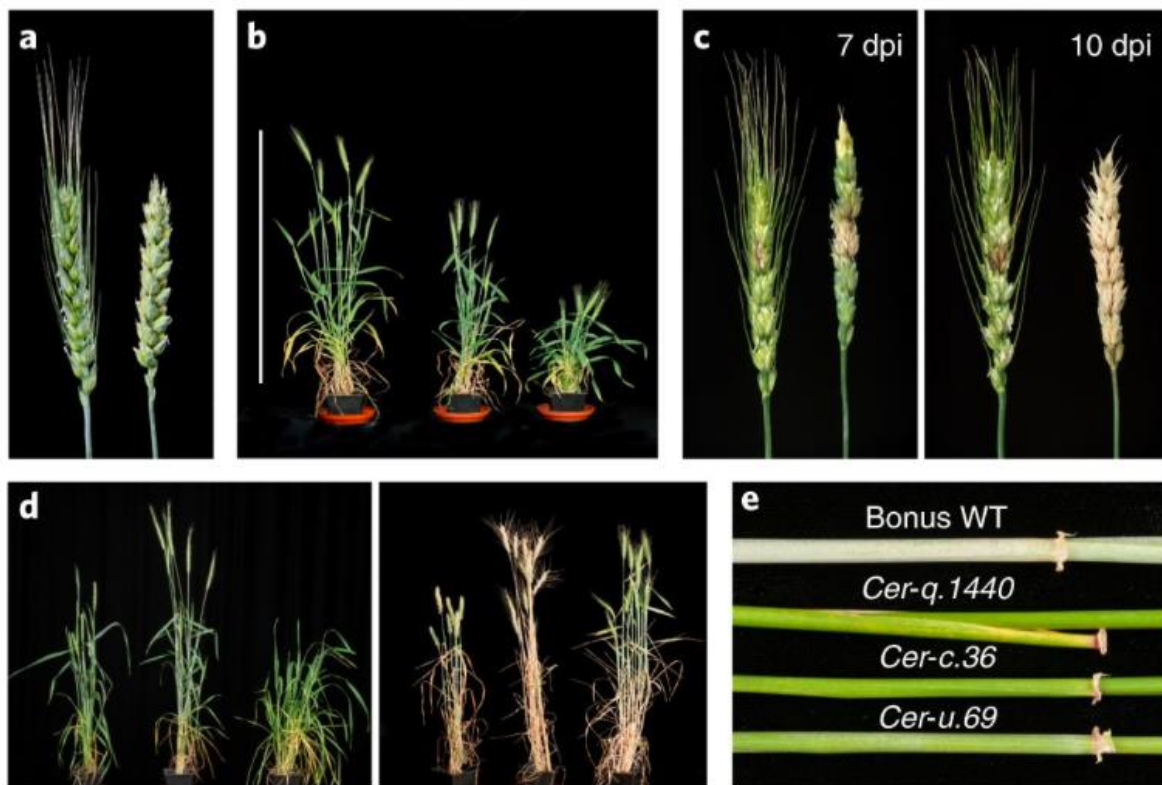 a
b
c
7 dpi
10 dpi
d
e
Bonus WT
Cer-q.1440
Cer-c.36
Cer-u.69